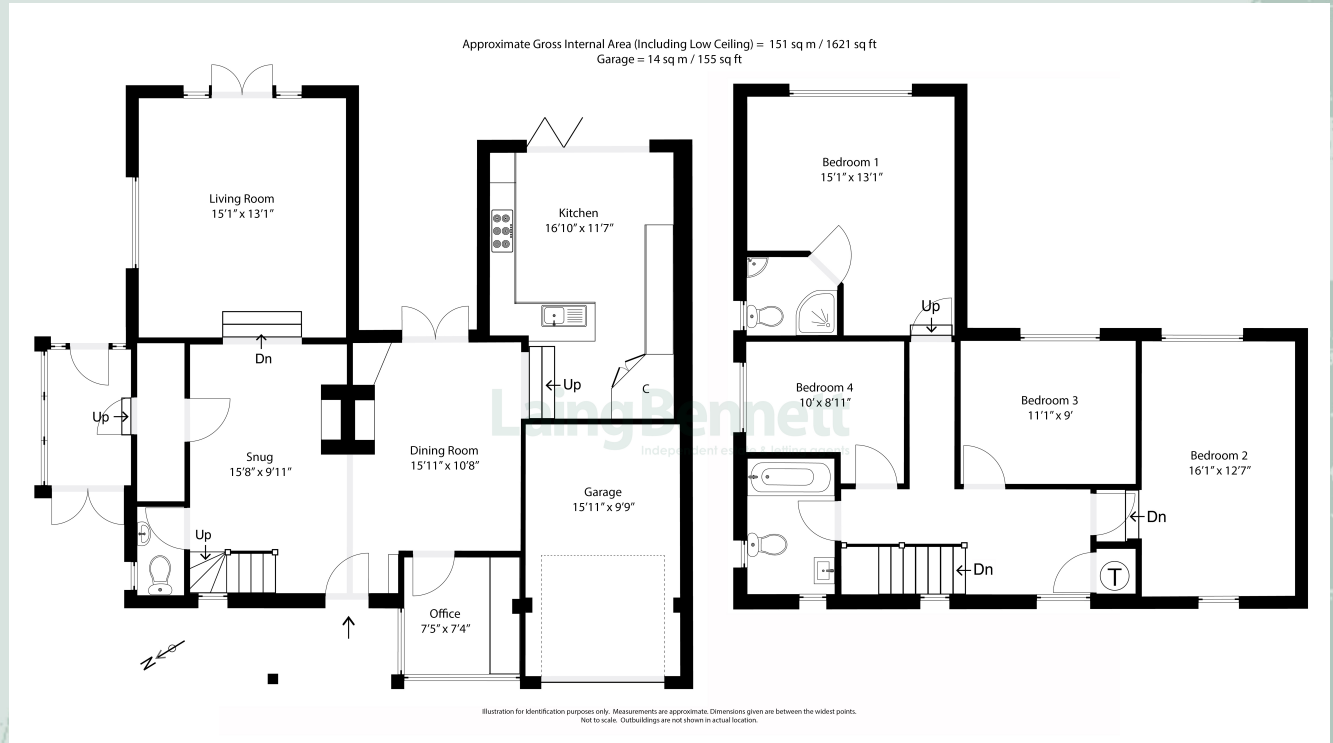 Approximate Gross Internal Area (Including Low Ceiling) = 151 sq m / 1621 sq ft
Garage = 14 sq m / 155 sq ft
Living Room
15'1" x 13'1"
Kitchen
16'10" x 11'7"
Dn
Up
Up
C
Snug
15'8" x 9'11"
Dining Room
15'11" x 10'8"
Garage
15'11" x 9'9"
Up
Office
7'5" x 7'4"
N
Bedroom 1
15'1" x 13'1"
Up
Bedroom 4
10' x 8'11"
Bedroom 3
11'1" x 9'
Bedroom 2
16'1" x 12'7"
Dn
Dn
T
Laing Bennett
Independent estate & letting agents
Illustration for Identification purposes only. Measurements are approximate. Dimensions given are between the widest points.
Not to scale. Outbuildings are not shown in actual location.